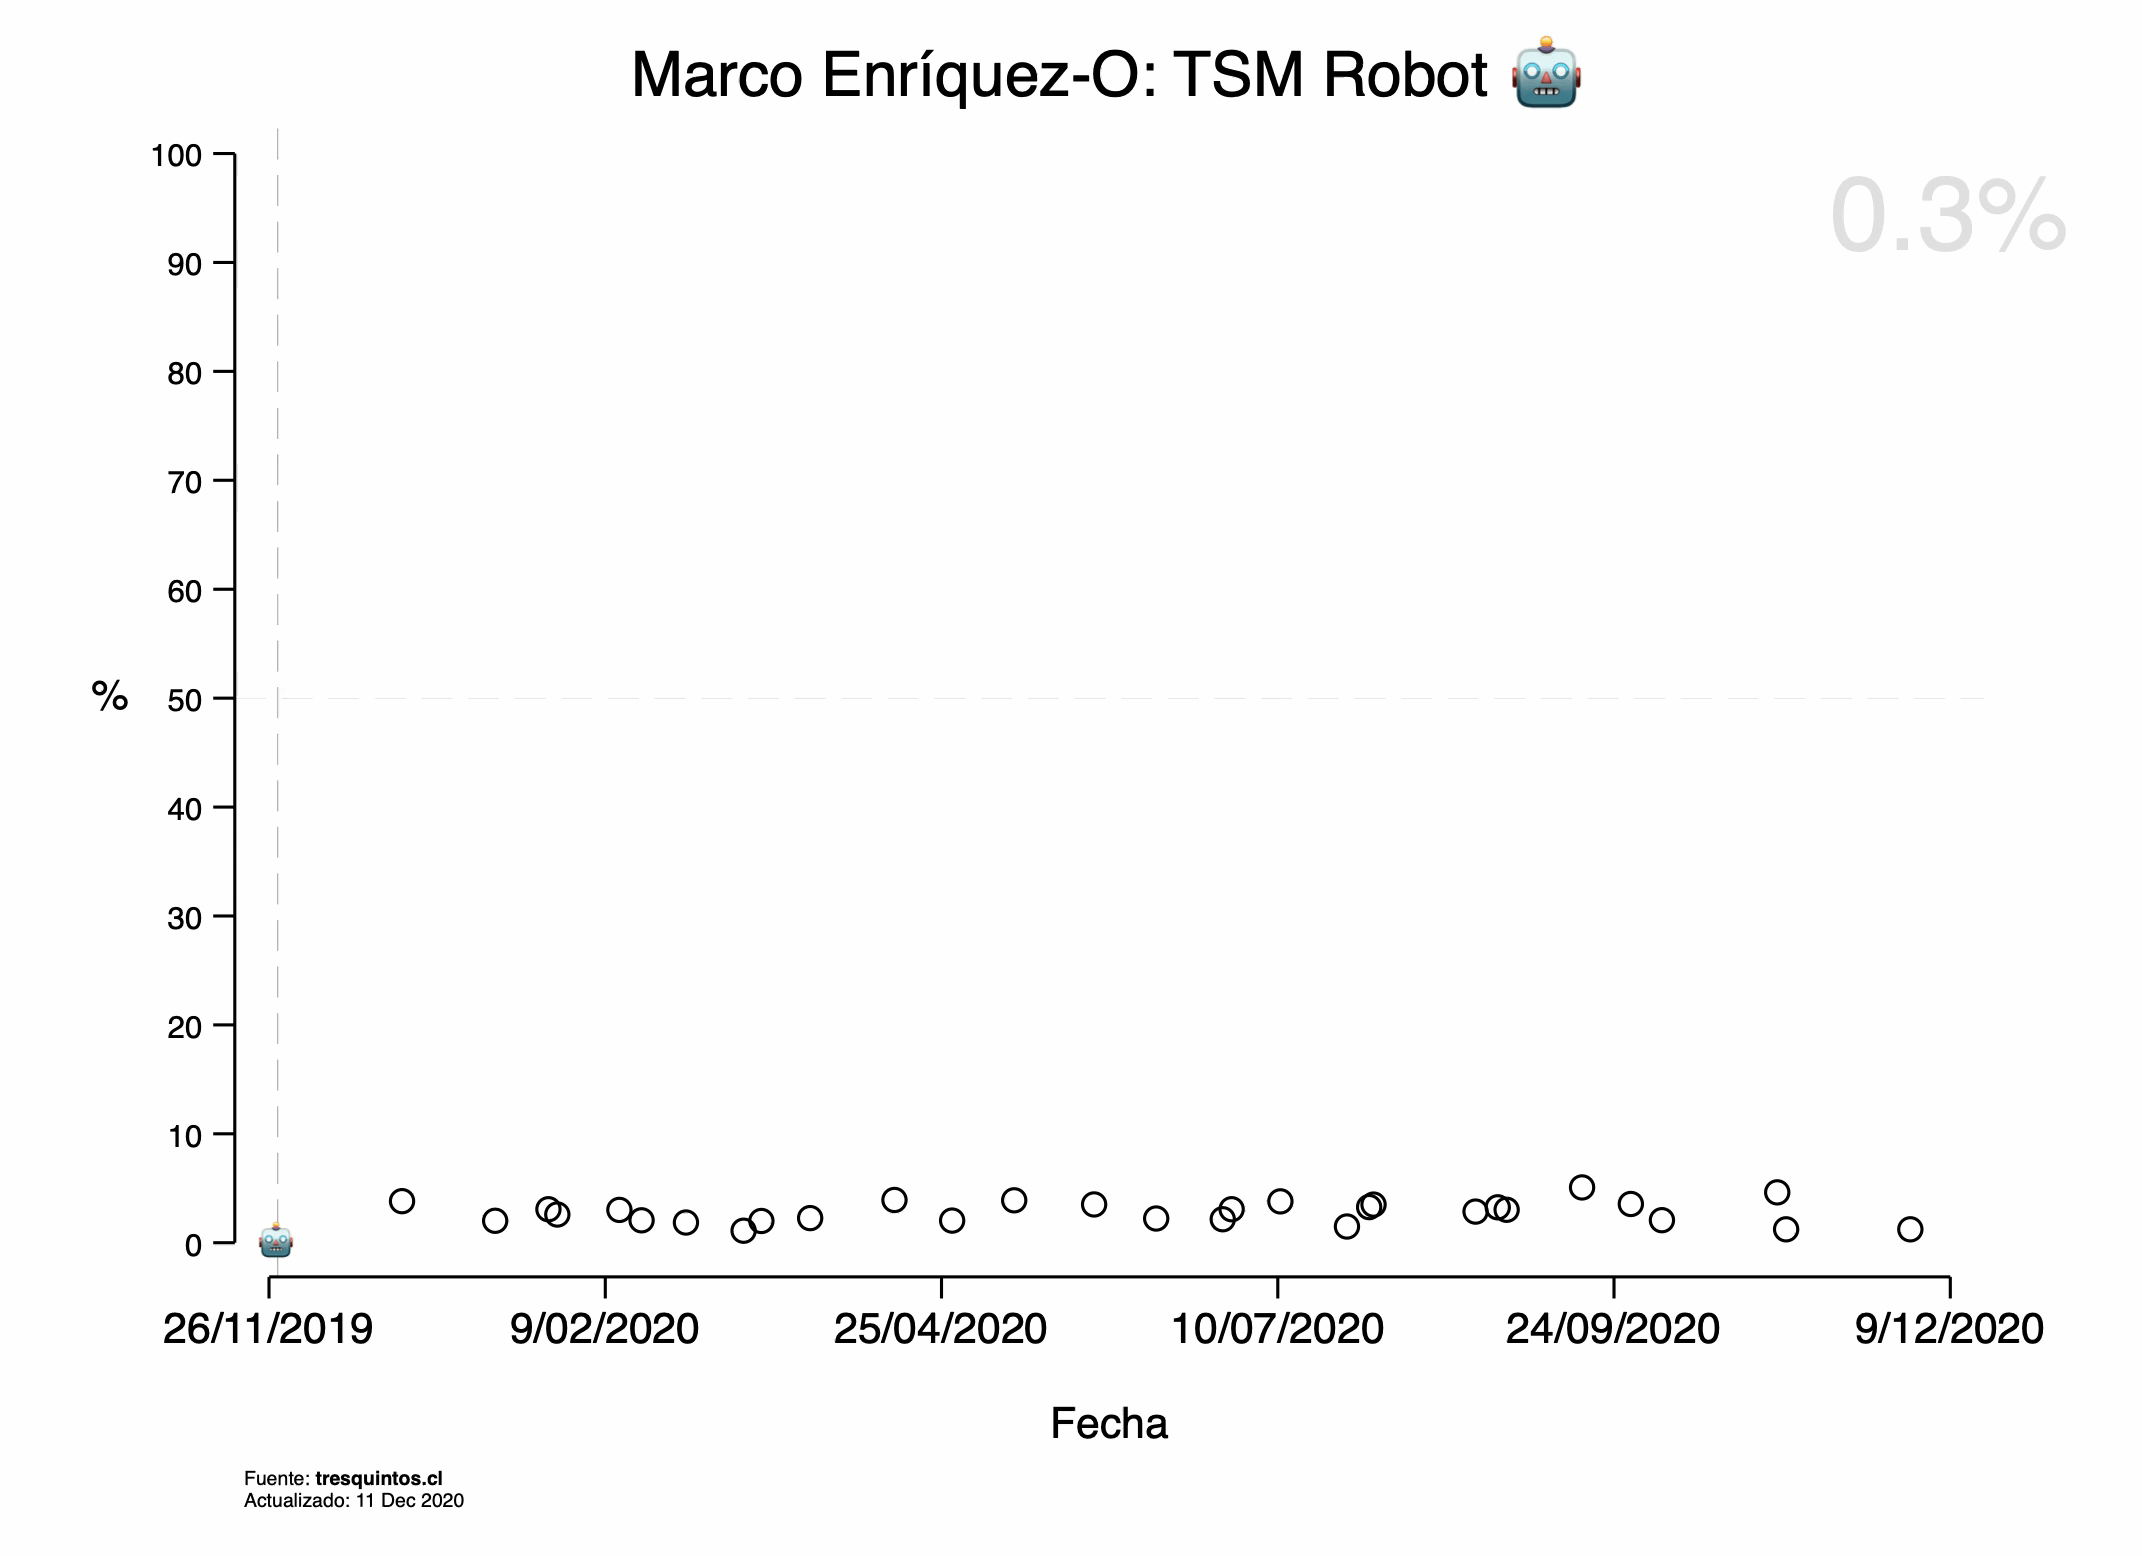 Marco Enríquez-O: TSM Robot 🤖
0.3%
100
90
80
70
60
% 50
40
30
20
10
0
26/11/2019 9/02/2020 25/04/2020 10/07/2020 24/09/2020 9/12/2020
Fecha
Fuente: tresquintos.cl
Actualizado: 11 Dec 2020